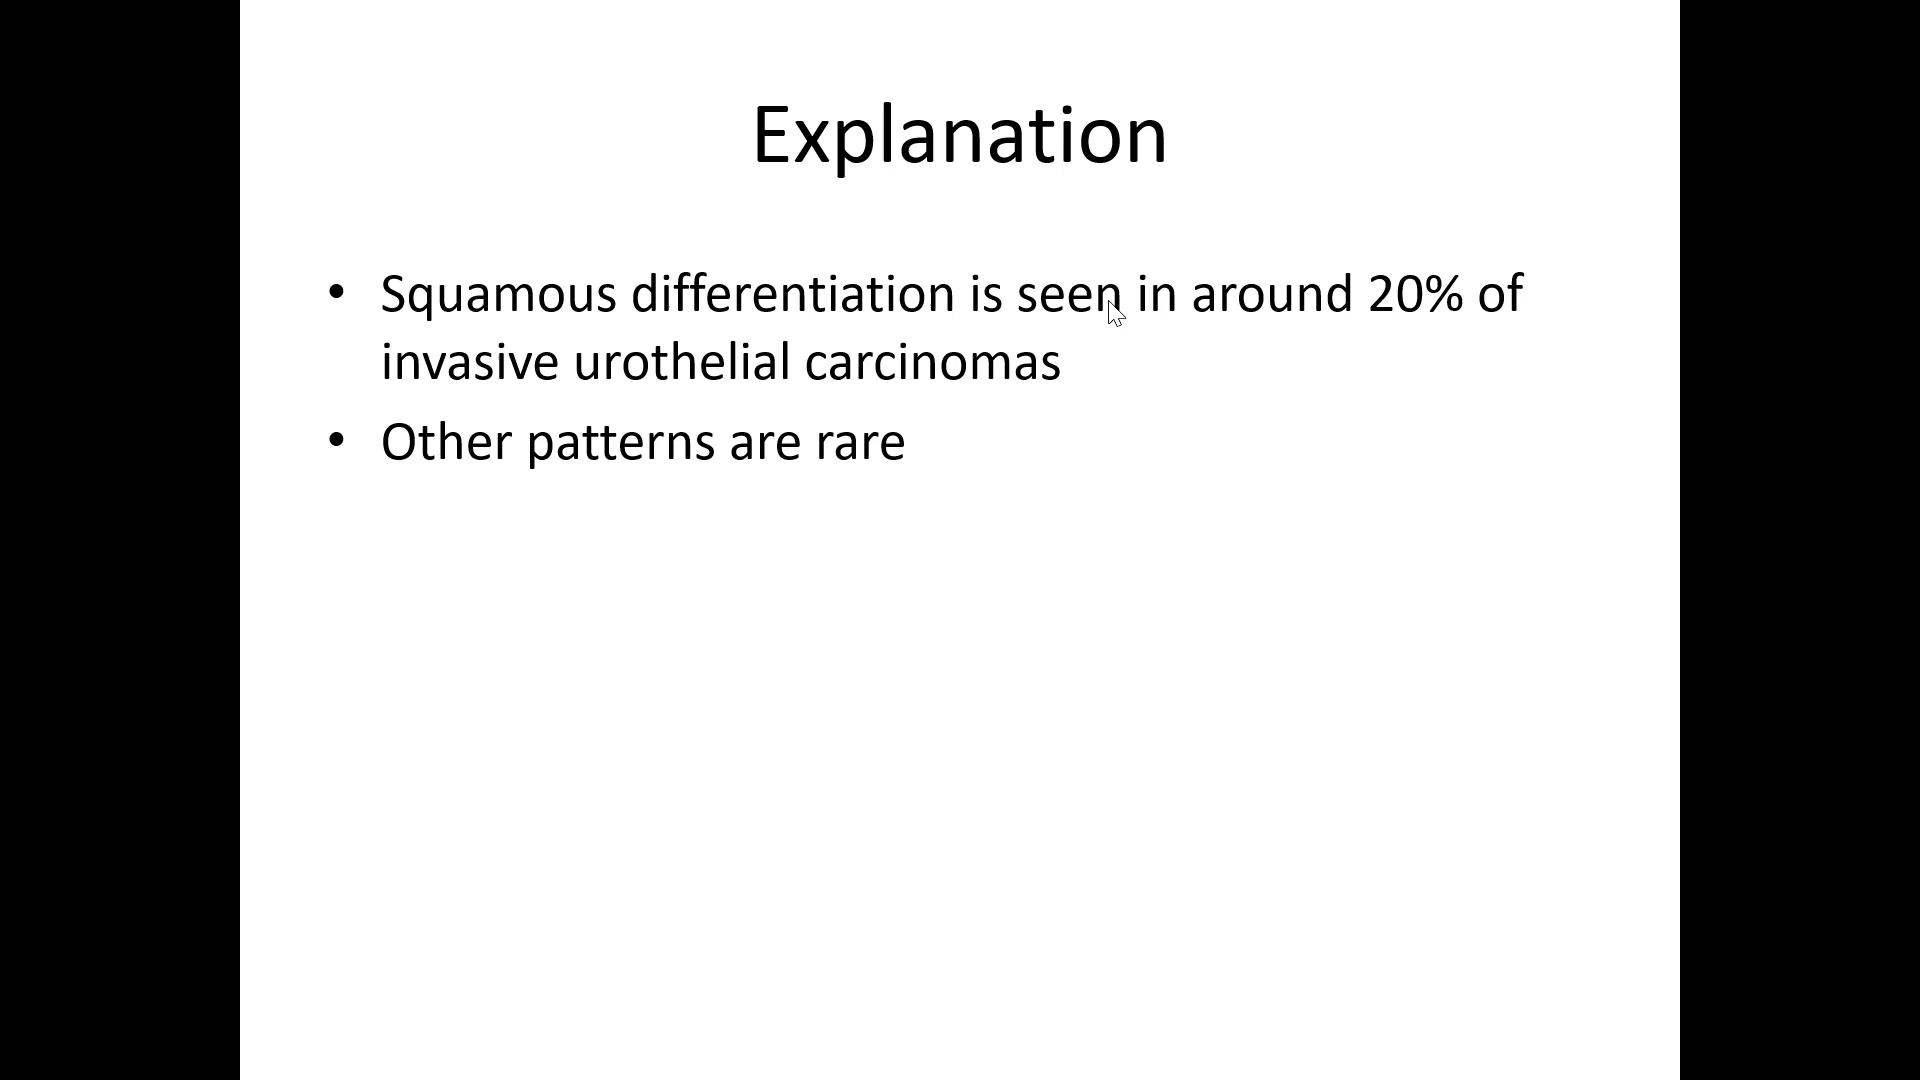 Explanation
• Squamous differentiation is seen in around 20% of
invasive urothelial carcinomas
• Other patterns are rare